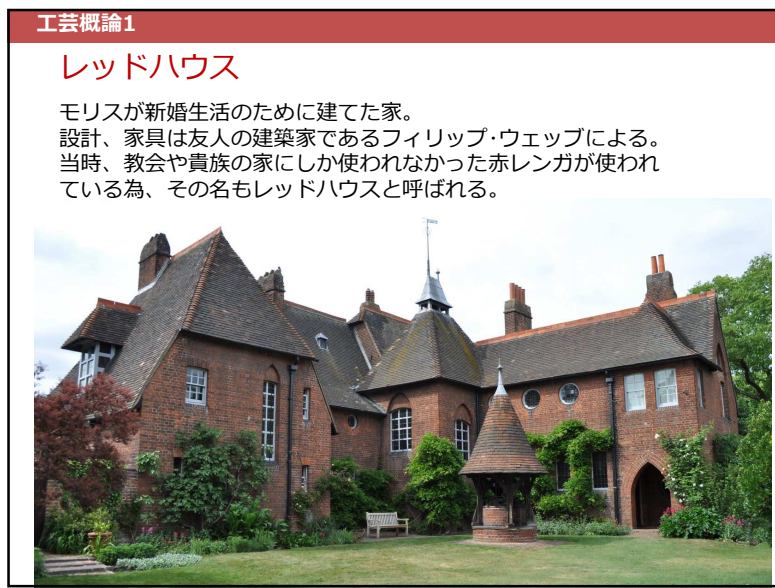 工芸概論1
レッドハウス
モリスが新婚生活のために建てた家。
設計、家具は友人の建築家であるフィリップ･ウェッブによる。
当時、教会や貴族の家にしか使われなかった赤レンガが使われ
ている為、その名もレッドハウスと呼ばれる。